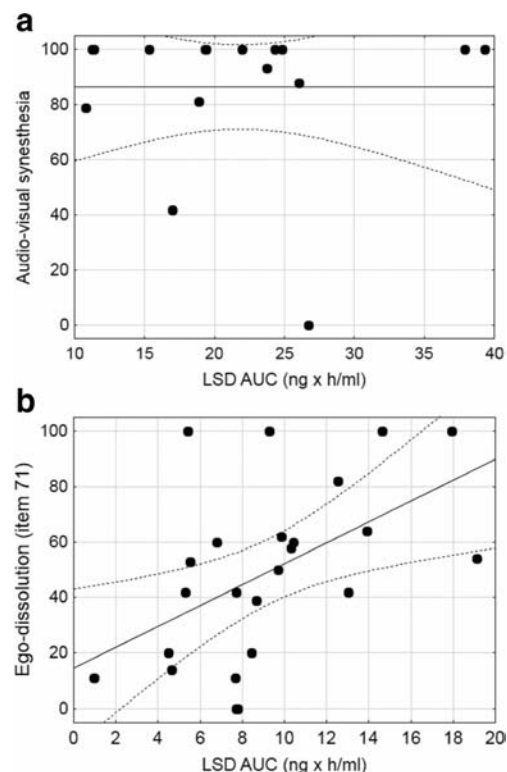 a
100
80
60
40
20
0
Audio-visual synesthesia
10 15 20 25 30 35 40
LSD AUC (ng x h/ml)
b
100
80
60
40
20
0
Ego-dissolution (item 71)
0 2 4 6 8 10 12 14 16 18 20
LSD AUC (ng x h/ml)